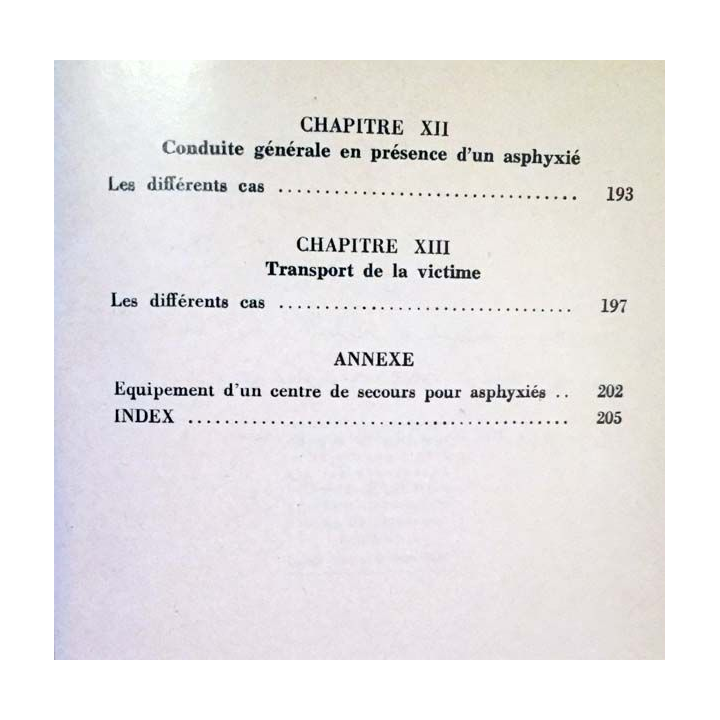 CHAPITRE XII
Conduite générale en présence d'un asphyxié
Les différents cas ................................. 193
CHAPITRE XIII
Transport de la victime
Les différents cas ................................ 197
ANNEXE
Equipement d'un centre de secours pour asphyxiés .. 202
INDEX .......................................... 205